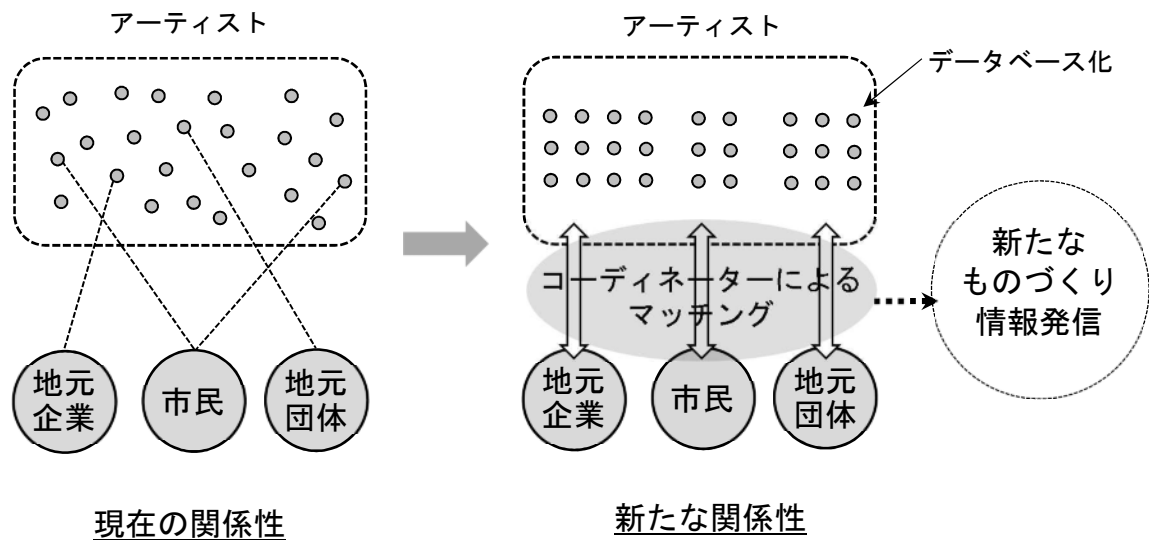 アーティスト
地元
企業
市民
地元
団体
現在の関係性
アーティスト
データベース化
コーディネーターによる
マッチング
地元
企業
市民
地元
団体
新たな
ものづくり
情報発信
新たな関係性